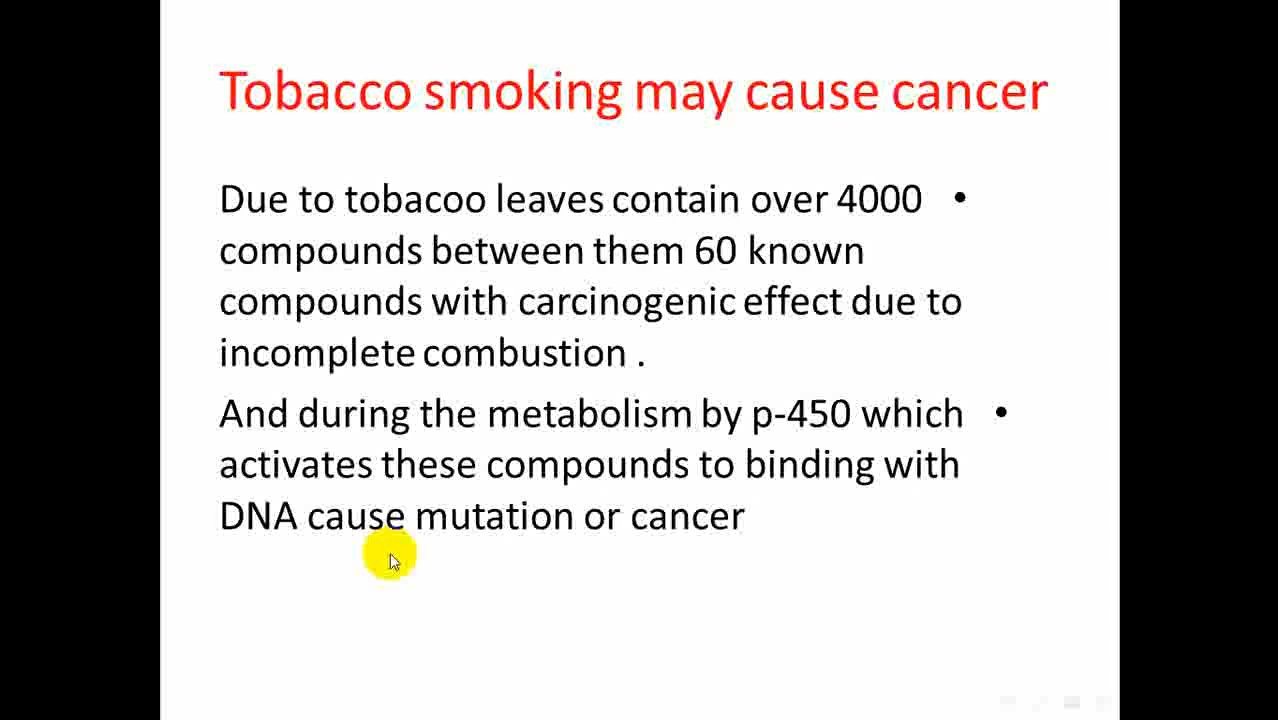 Tobacco smoking may cause cancer
Due to tobacoo leaves contain over 4000 •
compounds between them 60 known
compounds with carcinogenic effect due to
incomplete combustion .
And during the metabolism by p-450 which •
activates these compounds to binding with
DNA cause mutation or cancer